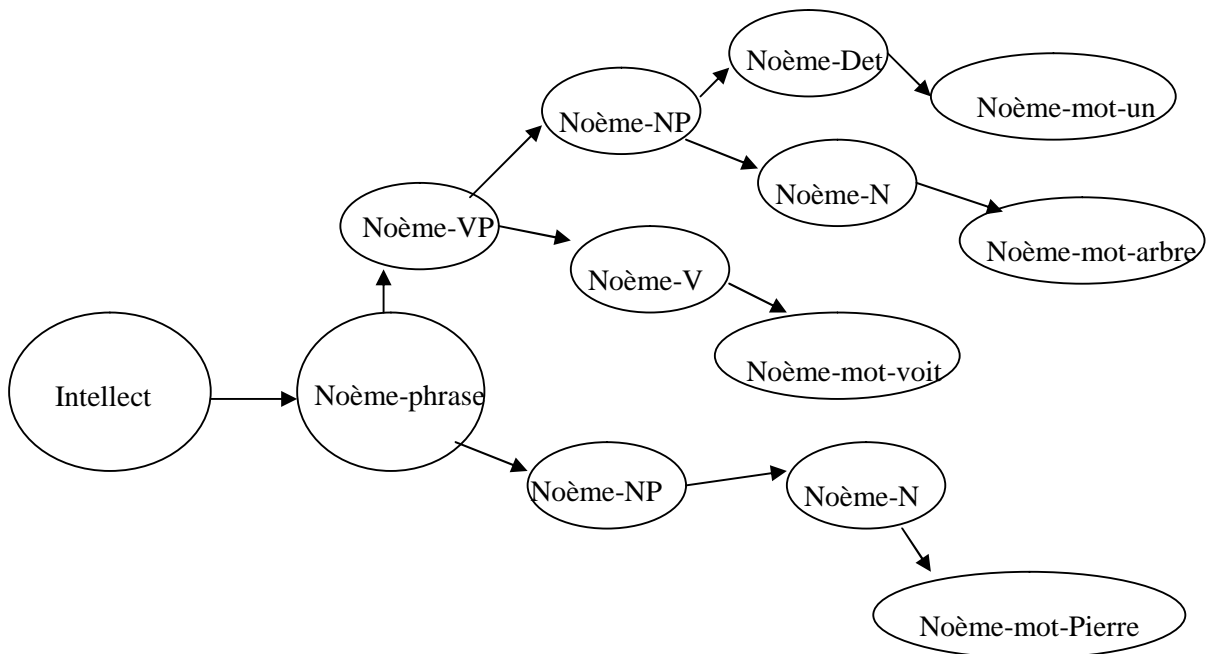 Noème-Det
Noème-mot-un
Noème-NP
Noème-N
Noème-VP
Noème-mot-arbre
Noème-V
Noème-mot-voit
Intellect
Noème-phrase
Noème-NP
Noème-N
Noème-mot-Pierre